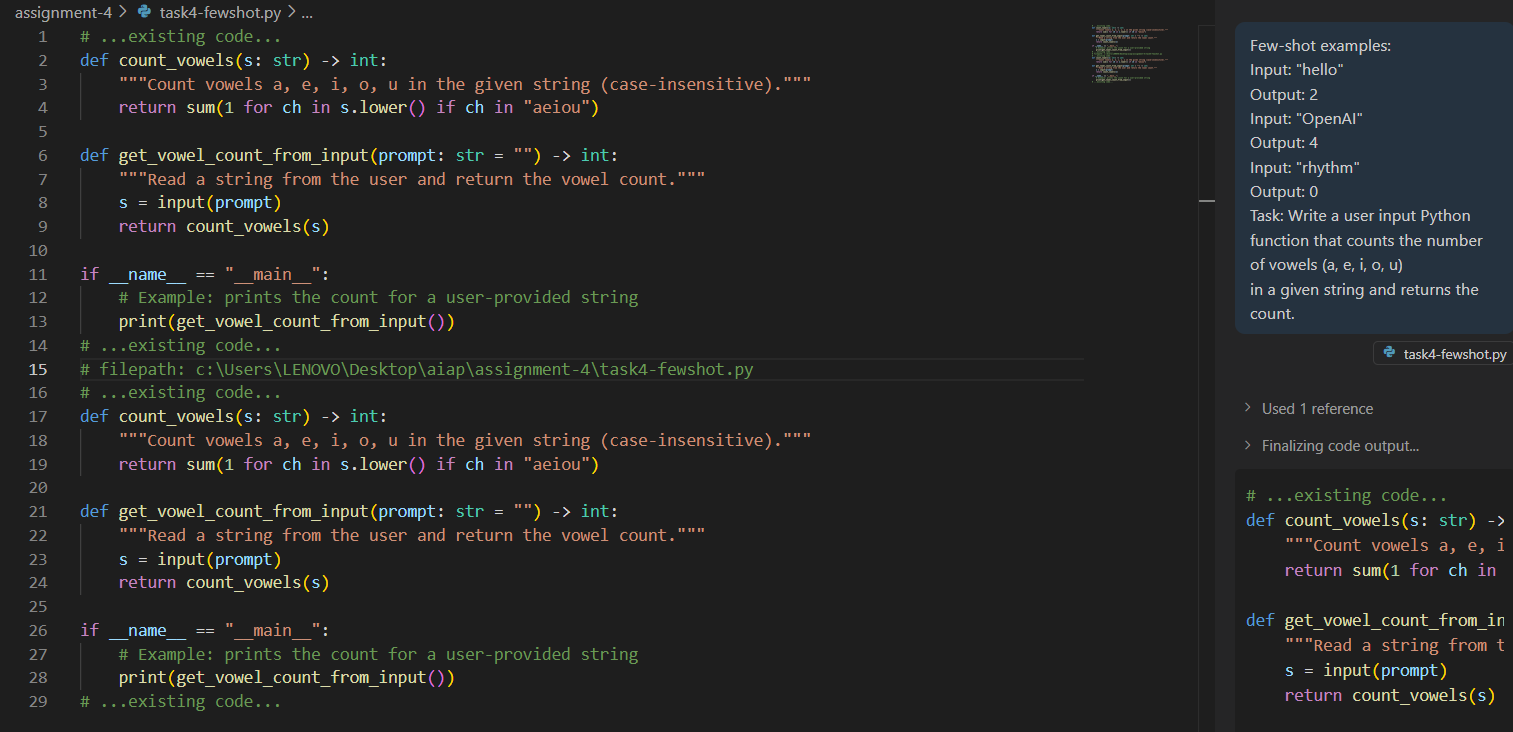 assignment-4 > task4-fewshot.py > ...
1 # ...existing code...
2 def count_vowels(s: str) -> int:
3     """Count vowels a, e, i, o, u in the given string (case-insensitive)."""
4     return sum(1 for ch in s.lower() if ch in "aeiou")
5
6 def get_vowel_count_from_input(prompt: str = "") -> int:
7     """Read a string from the user and return the vowel count."""
8     s = input(prompt)
9     return count_vowels(s)
10
11 if __name__ == "__main__":
12     # Example: prints the count for a user-provided string
13     print(get_vowel_count_from_input())
14 # ...existing code...
15 # filepath: c:\Users\LENOVO\Desktop\aiap\assignment-4\task4-fewshot.py
16 # ...existing code...
17 def count_vowels(s: str) -> int:
18     """Count vowels a, e, i, o, u in the given string (case-insensitive)."""
19     return sum(1 for ch in s.lower() if ch in "aeiou")
20
21 def get_vowel_count_from_input(prompt: str = "") -> int:
22     """Read a string from the user and return the vowel count."""
23     s = input(prompt)
24     return count_vowels(s)
25
26 if __name__ == "__main__":
27     # Example: prints the count for a user-provided string
28     print(get_vowel_count_from_input())
29 # ...existing code...
Few-shot examples:
Input: "hello"
Output: 2
Input: "OpenAI"
Output: 4
Input: "rhythm"
Output: 0
Task: Write a user input Python
function that counts the number
of vowels (a, e, i, o, u)
in a given string and returns the
count.
task4-fewshot.py
> Used 1 reference
> Finalizing code output...
# ...existing code...
def count_vowels(s: str) ->
    """Count vowels a, e, i
    return sum(1 for ch in
def get_vowel_count_from_in
    """Read a string from t
    s = input(prompt)
    return count_vowels(s)